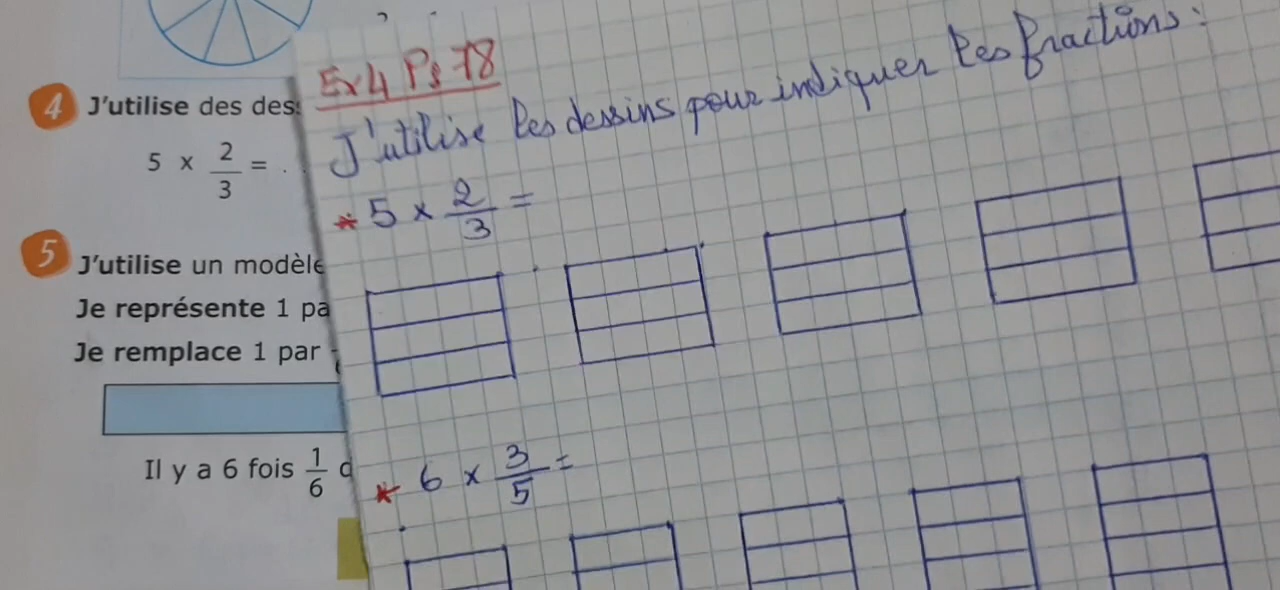 4 J'utilise des des
5 × 2/3 = . .
5 J'utilise un modèle
Je représente 1 pa
Je remplace 1 par
Il y a 6 fois 1/6 d
Ex4 Pg 78
J'utilise les dessins pour indiquer les fractions :
* 5 × 2/3 =
* 6 × 3/5 =